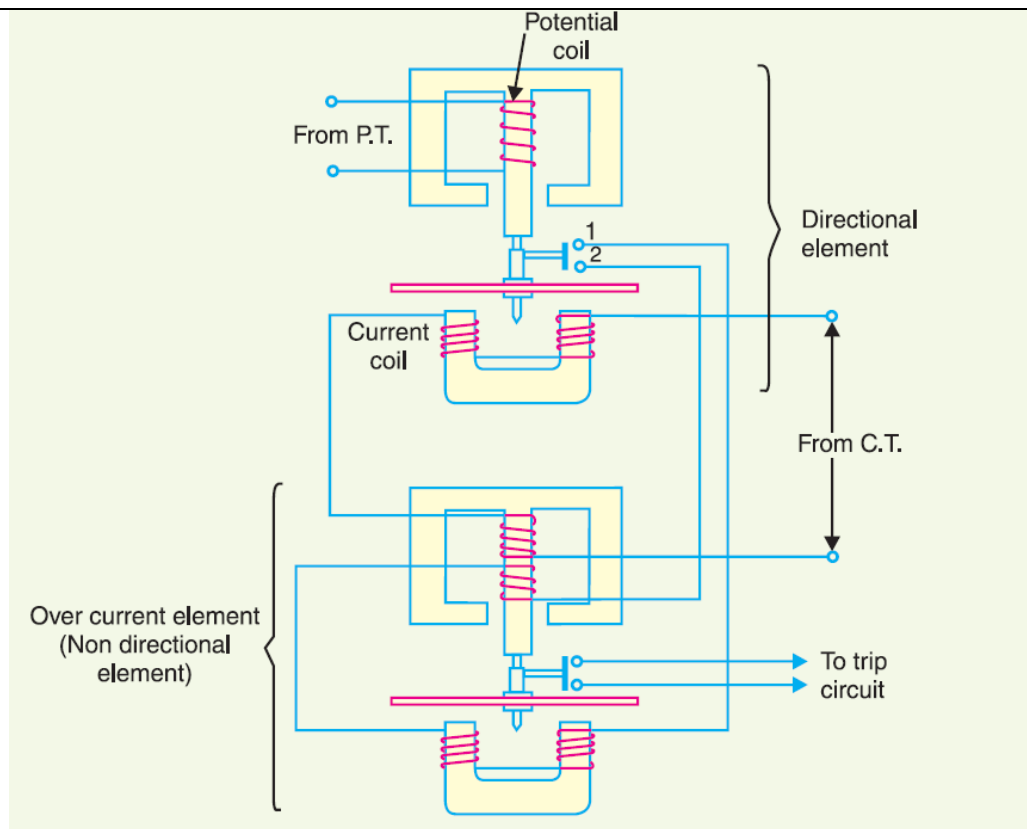 Potential
coil
From P.T.
1
2
Directional
element
Current
coil
From C.T.
Over current element
(Non directional
element)
To trip
circuit